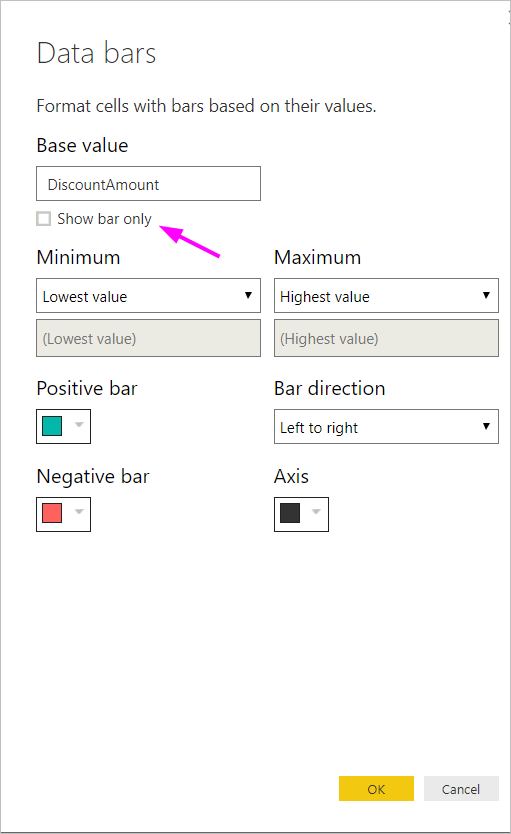 Data bars
Format cells with bars based on their values.
Base value
DiscountAmount
Show bar only
Minimum
Maximum
Lowest value
Highest value
(Lowest value)
(Highest value)
Positive bar
Bar direction
Left to right
Negative bar
Axis
OK
Cancel